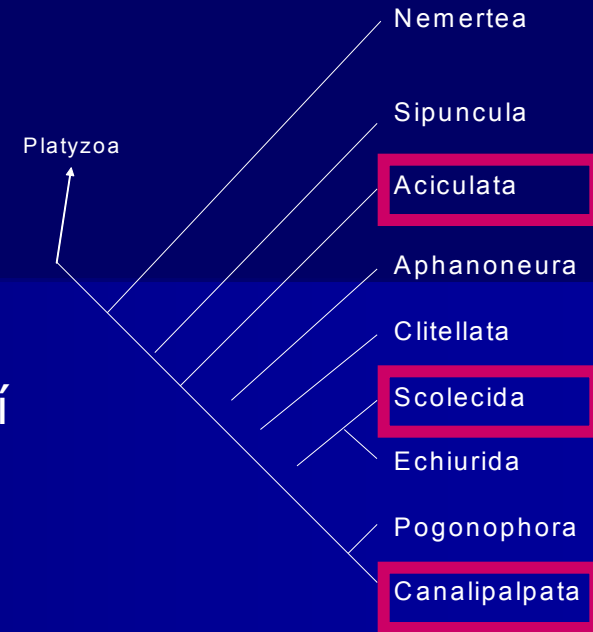 Nemertea
Sipuncula
Platyzoa
Aciculata
Aphanoneura
Clitellata
Scolecida
í
Echiurida
Pogonophora
Canalipalpata